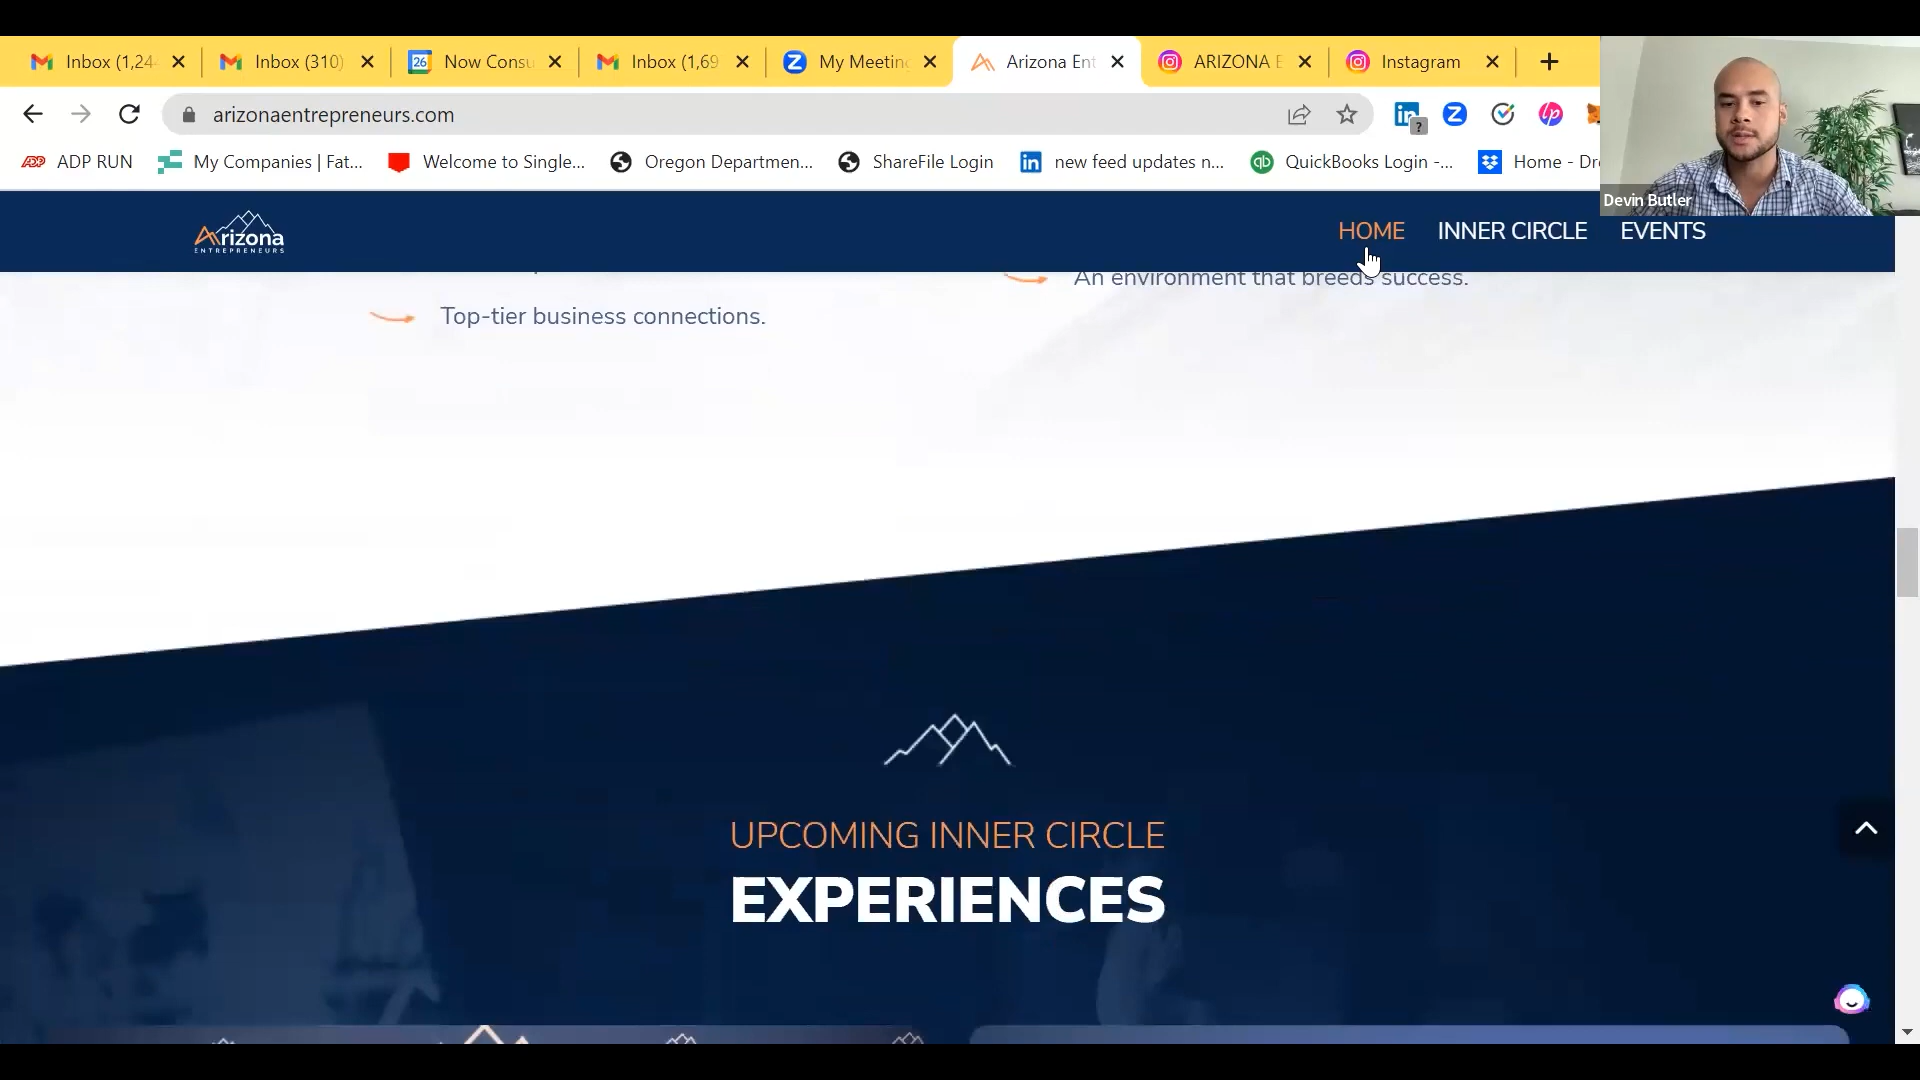 Inbox (1,24
Inbox (310)
26
Now Consu
Inbox (1,69
My Meeting
Arizona Ent
ARIZONA E
Instagram
arizonaentrepreneurs.com
ADP RUN
My Companies | Fat...
Welcome to Single...
Oregon Departmen...
ShareFile Login
new feed updates n...
QuickBooks Login -...
Home - Dr
Devin Butler
Arizona
ENTREPRENEURS
HOME
INNER CIRCLE
EVENTS
An environment that breeds success.
Top-tier business connections.
UPCOMING INNER CIRCLE
EXPERIENCES